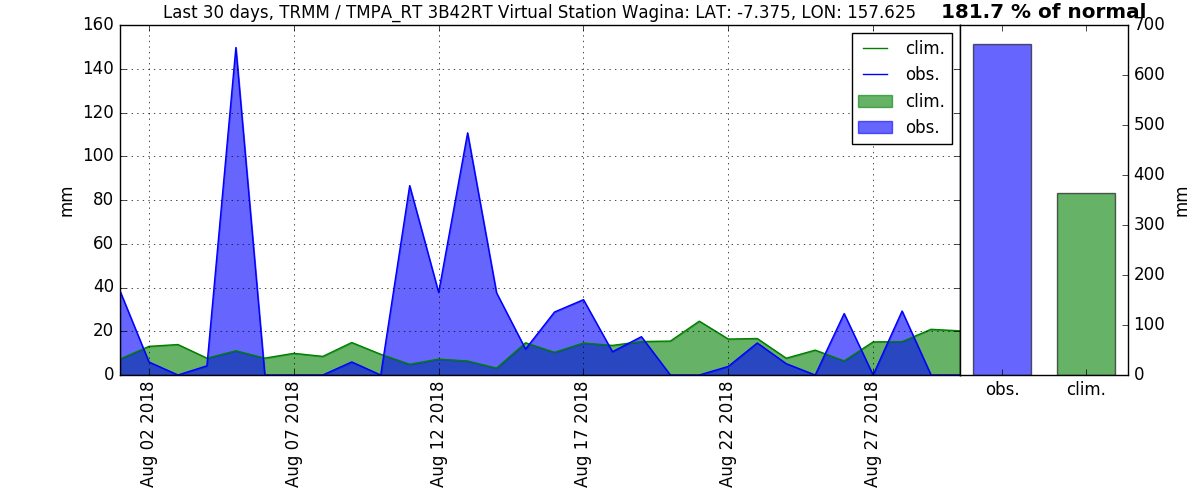 Last 30 days, TRMM / TMPA_RT 3B42RT Virtual Station Wagina: LAT: -7.375, LON: 157.625
181.7 % of normal
160
140
120
100
80
60
40
20
0
mm
clim.
obs.
clim.
obs.
Aug 02 2018
Aug 07 2018
Aug 12 2018
Aug 17 2018
Aug 22 2018
Aug 27 2018
700
600
500
400
300
200
100
0
mm
obs.
clim.